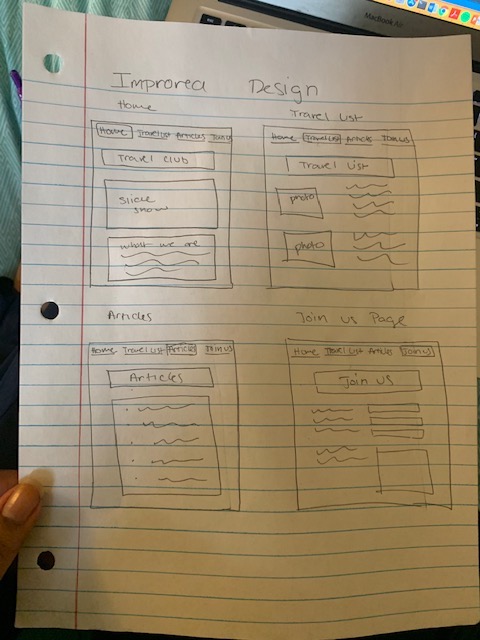 MacBook Air
Improvea Design
Home
Home Travel List Articles Join us
Travel Club
Slide
show
what we are
Travel List
Home Travel List Articles Join us
Travel List
photo
photo
Articles
Home Travel List Articles Join us
Articles
Join us Page
Home Travel List Articles Join us
Join us